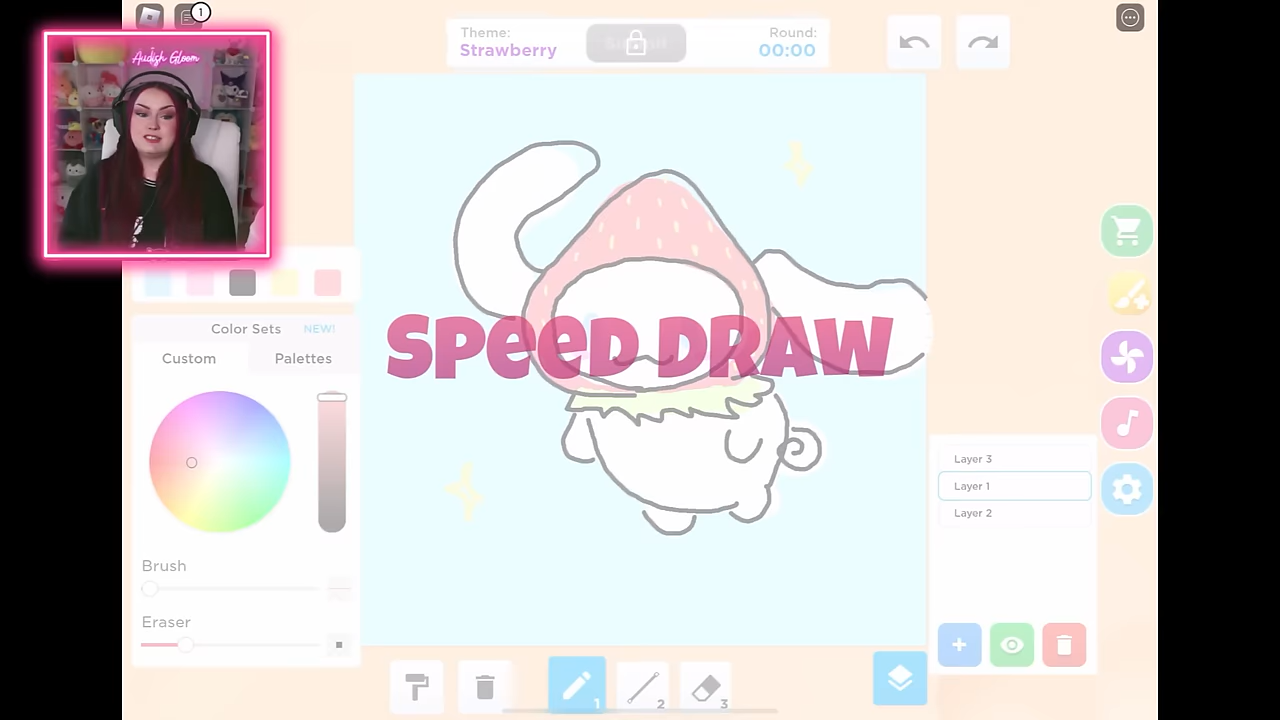 1
Audish Gloom
Theme:
Strawberry
Round:
00:00
SPEED DRAW
Color Sets
NEW!
Custom
Palettes
Brush
Eraser
Layer 3
Layer 1
Layer 2
1
2
3